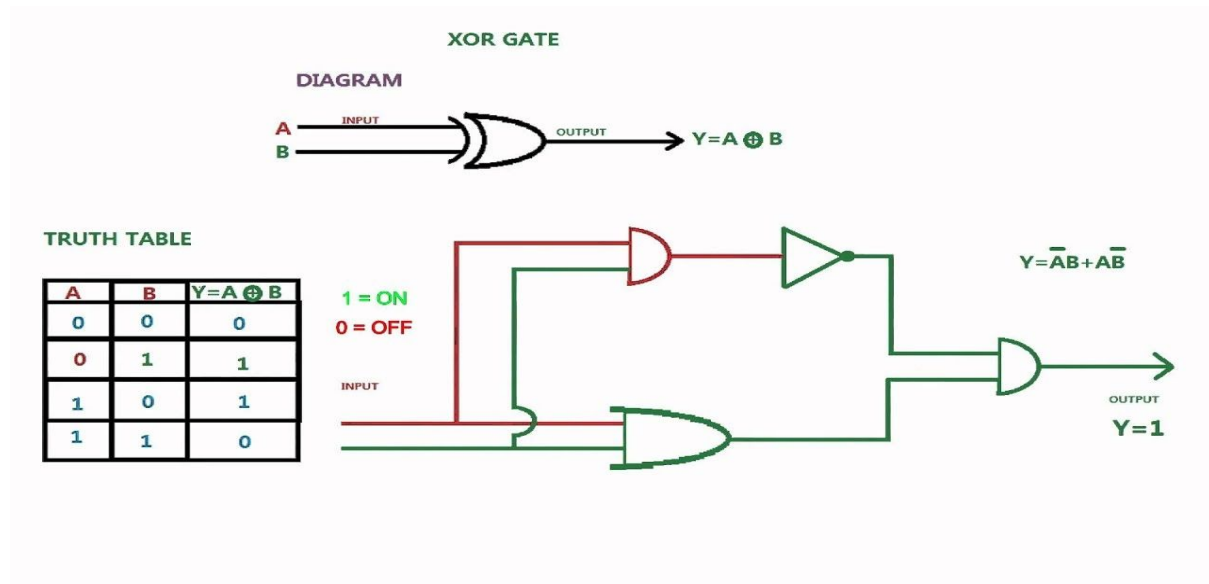 XOR GATE
DIAGRAM
A INPUT OUTPUT Y=A ⊕ B
B
TRUTH TABLE
A B Y=A ⊕ B
0 0 0
0 1 1
1 0 1
1 1 0
1 = ON
0 = OFF
INPUT
Y=A̅B+AB̅
OUTPUT
Y=1